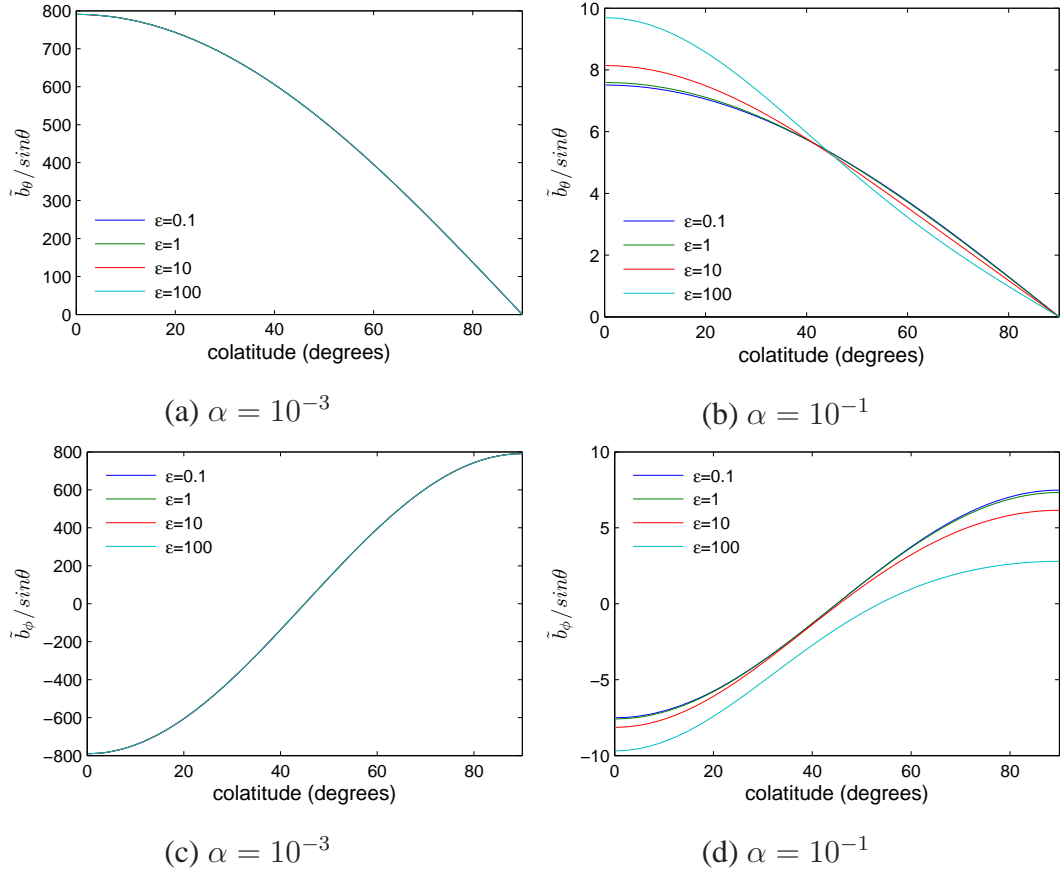 800
700
600
500
400
300
200
100
0
b̃θ/sinθ
ε=0.1
ε=1
ε=10
ε=100
0 20 40 60 80
colatitude (degrees)
(a) α = 10⁻³
10
8
6
4
2
0
b̃θ/sinθ
ε=0.1
ε=1
ε=10
ε=100
0 20 40 60 80
colatitude (degrees)
(b) α = 10⁻¹
800
600
400
200
0
−200
−400
−600
−800
b̃ϕ/sinθ
ε=0.1
ε=1
ε=10
ε=100
0 20 40 60 80
colatitude (degrees)
(c) α = 10⁻³
10
5
0
−5
−10
b̃ϕ/sinθ
ε=0.1
ε=1
ε=10
ε=100
0 20 40 60 80
colatitude (degrees)
(d) α = 10⁻¹